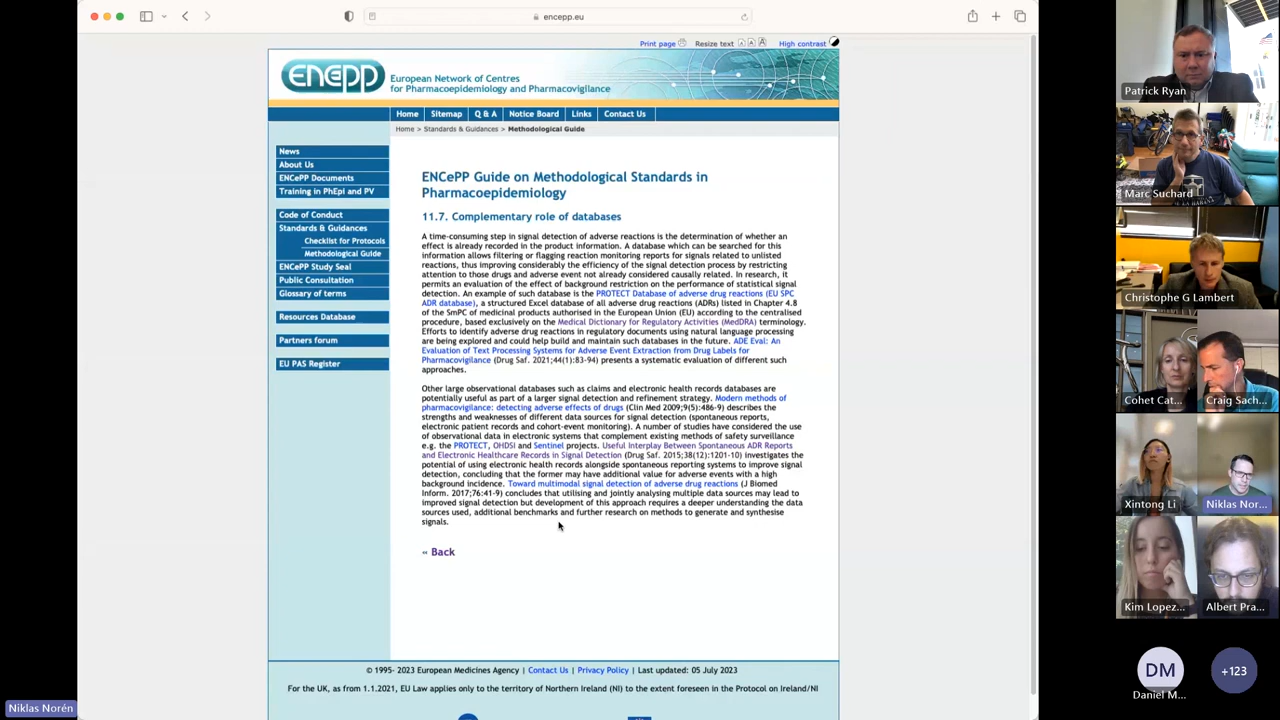 encepp.eu
Print page
Resize text A A A
High contrast
ENCePP
European Network of Centres
for Pharmacoepidemiology and Pharmacovigilance
Home Sitemap Q & A Notice Board Links Contact Us
Home > Standards & Guidances > Methodological Guide
News
About Us
ENCePP Documents
Training in PhEpi and PV
Code of Conduct
Standards & Guidances
Checklist for Protocols
Methodological Guide
ENCePP Study Seal
Public Consultation
Glossary of terms
Resources Database
Partners forum
EU PAS Register
ENCePP Guide on Methodological Standards in
Pharmacoepidemiology
11.7. Complementary role of databases
A time-consuming step in signal detection of adverse reactions is the determination of whether an
effect is already recorded in the product information. A database which can be searched for this
information allows filtering or flagging reaction monitoring reports for signals related to unlisted
reactions, thus improving considerably the efficiency of the signal detection process by restricting
attention to those drugs and adverse event not already considered causally related. In research, it
permits an evaluation of the effect of background restriction on the performance of statistical signal
detection. An example of such database is the PROTECT Database of adverse drug reactions (EU SPC
ADR database), a structured Excel database of all adverse drug reactions (ADRs) listed in Chapter 4.8
of the SmPC of medicinal products authorised in the European Union (EU) according to the centralised
procedure, based exclusively on the Medical Dictionary for Regulatory Activities (MedDRA) terminology.
Efforts to identify adverse drug reactions in regulatory documents using natural language processing
are being explored and could help build and maintain such databases in the future. ADE Eval: An
Evaluation of Text Processing Systems for Adverse Event Extraction from Drug Labels for
Pharmacovigilance (Drug Saf. 2021;44(1):83-94) presents a systematic evaluation of different such
approaches.
Other large observational databases such as claims and electronic health records databases are
potentially useful as part of a larger signal detection and refinement strategy. Modern methods of
pharmacovigilance: detecting adverse effects of drugs (Clin Med 2009;9(5):486-9) describes the
strengths and weaknesses of different data sources for signal detection (spontaneous reports,
electronic patient records and cohort-event monitoring). A number of studies have considered the use
of observational data in electronic systems that complement existing methods of safety surveillance
e.g. the PROTECT, OHDSI and Sentinel projects. Useful Interplay Between Spontaneous ADR Reports
and Electronic Healthcare Records in Signal Detection (Drug Saf. 2015;38(12):1201-10) investigates the
potential of using electronic health records alongside spontaneous reporting systems to improve signal
detection, concluding that the former may have additional value for adverse events with a high
background incidence. Toward multimodal signal detection of adverse drug reactions (J Biomed
Inform. 2017;76:41-9) concludes that utilising and jointly analysing multiple data sources may lead to
improved signal detection but development of this approach requires a deeper understanding the data
sources used, additional benchmarks and further research on methods to generate and synthesise
signals.
« Back
© 1995- 2023 European Medicines Agency | Contact Us | Privacy Policy | Last updated: 05 July 2023
For the UK, as from 1.1.2021, EU Law applies only to the territory of Northern Ireland (NI) to the extent foreseen in the Protocol on Ireland/NI
Niklas Norén
Patrick Ryan
Marc Suchard
Christophe G Lambert
Cohet Cat...
Craig Sach...
Xintong Li
Niklas Nor...
Kim Lopez...
Albert Pra...
DM
Daniel M...
+123